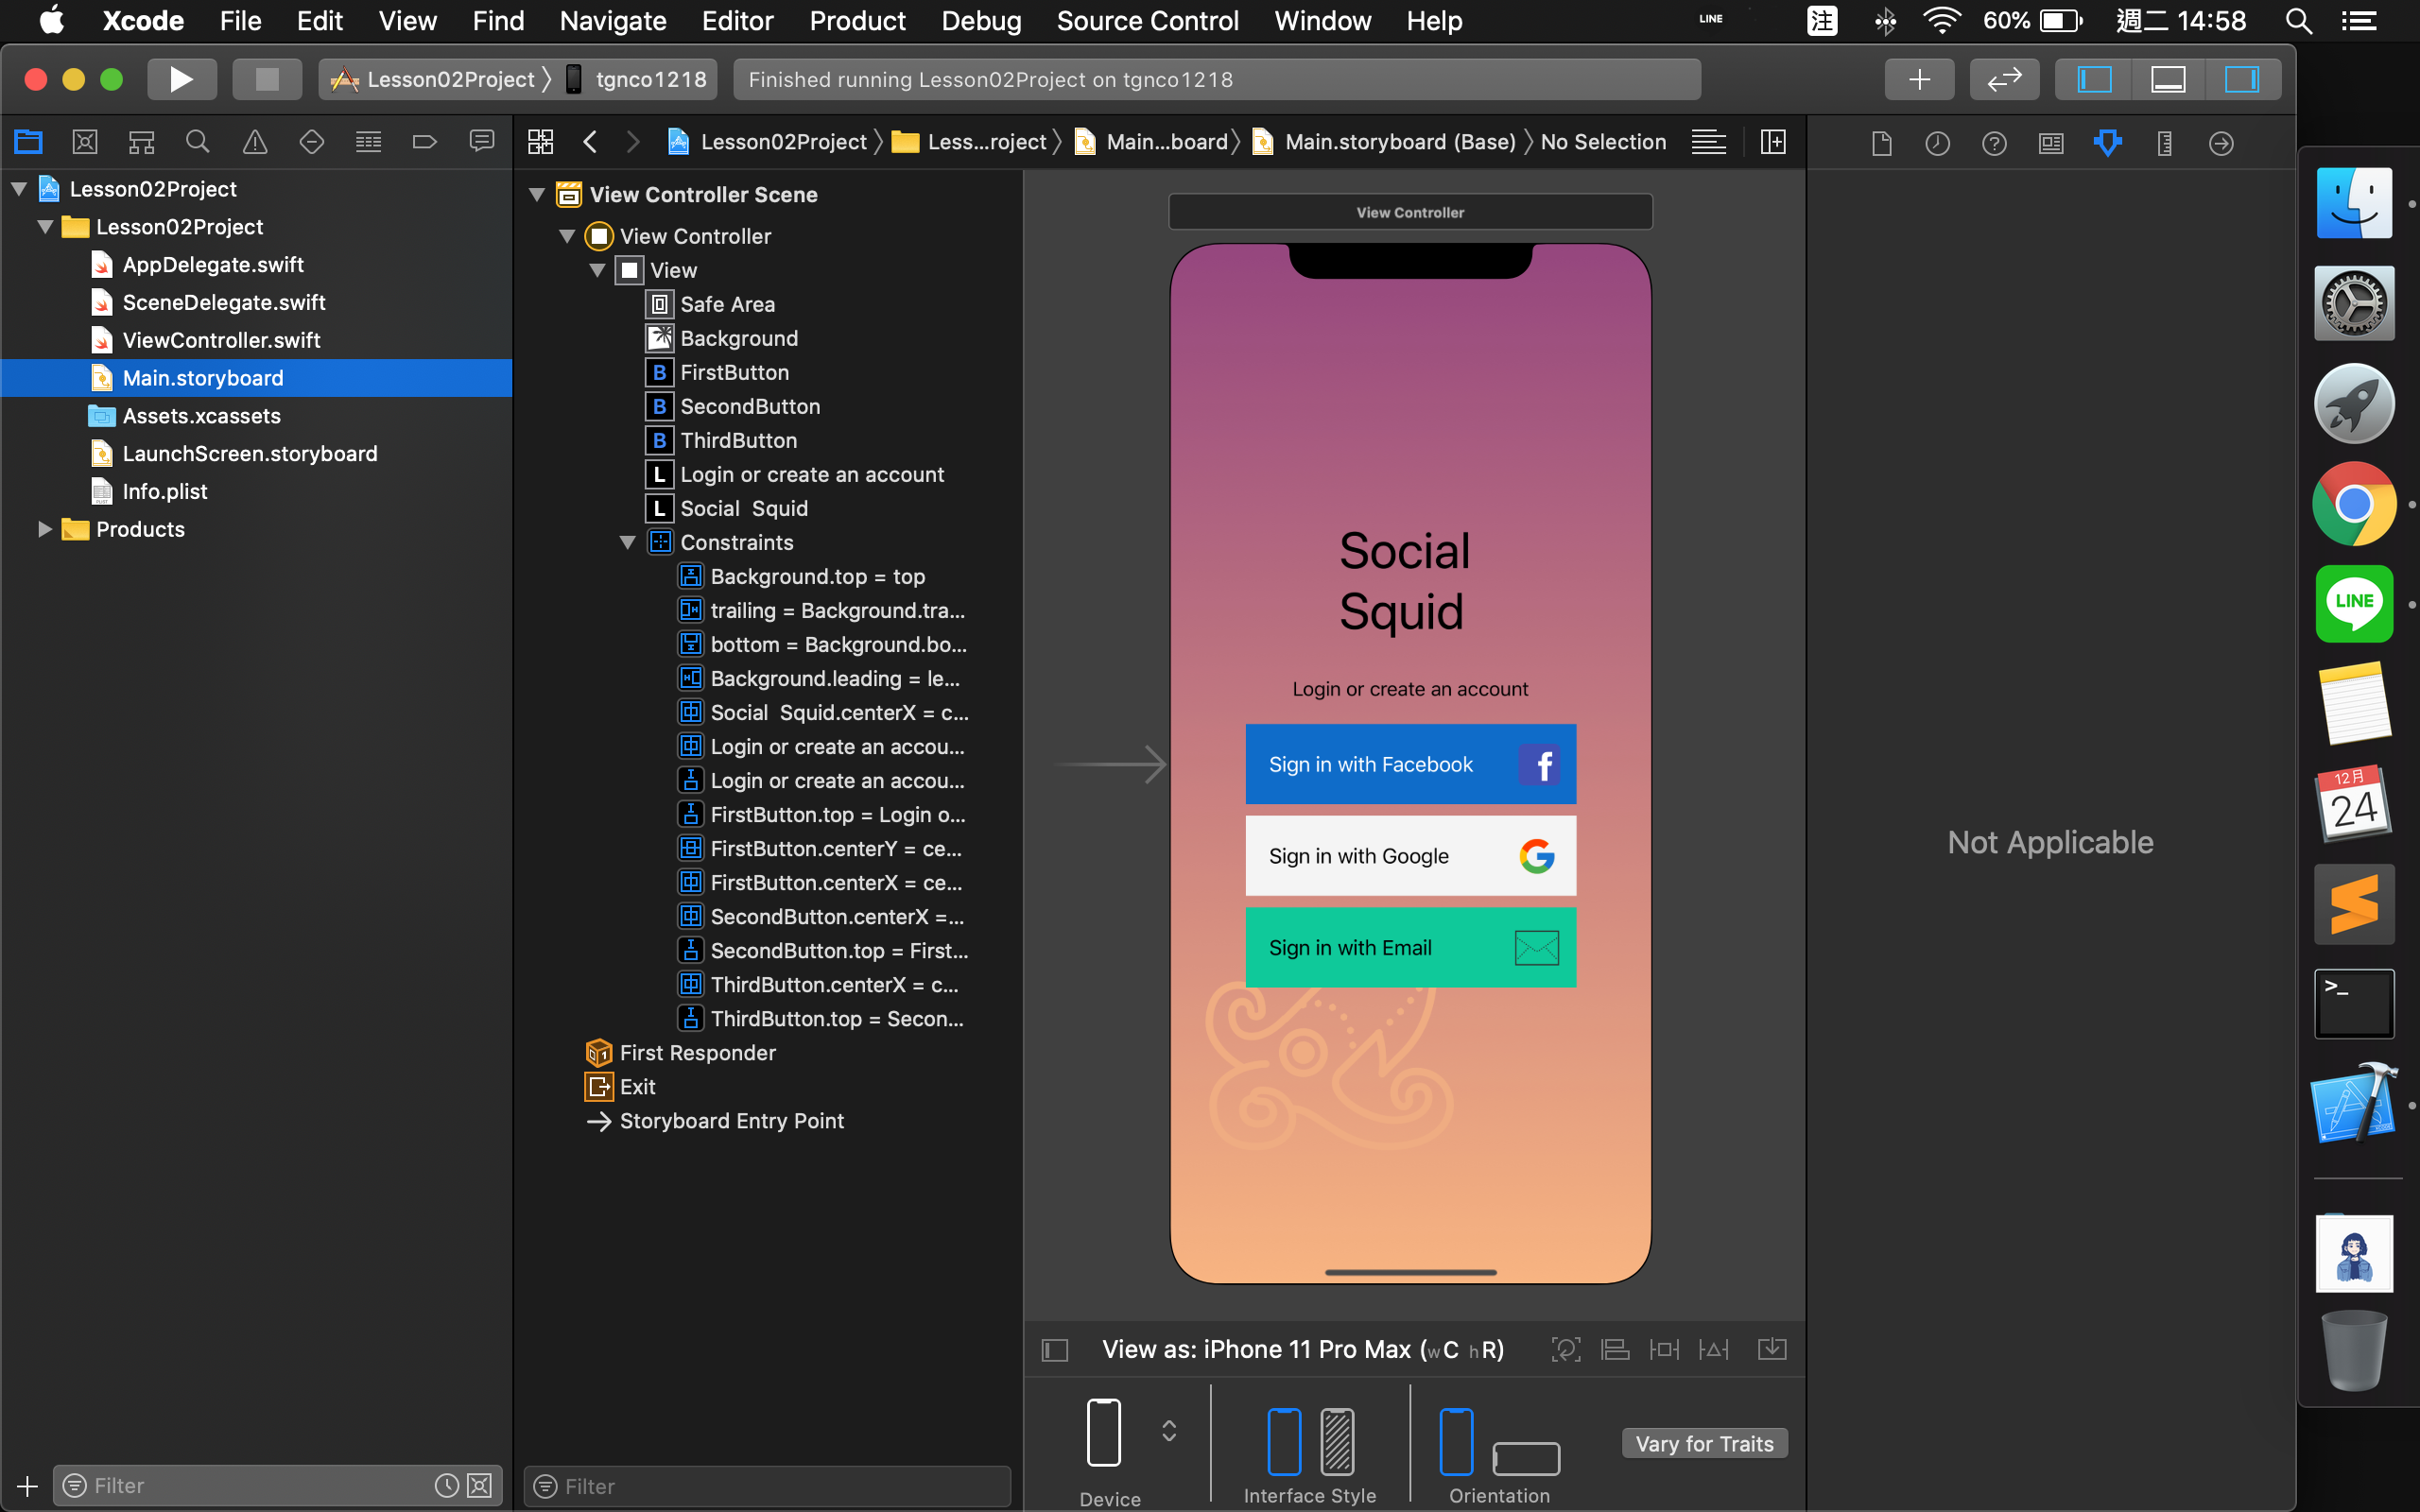 Xcode File Edit View Find Navigate Editor Product Debug Source Control Window Help LINE 注 60% 週二 14:58
Lesson02Project tgnco1218 Finished running Lesson02Project on tgnco1218
Lesson02Project Less...roject Main...board Main.storyboard (Base) No Selection
Lesson02Project
Lesson02Project
AppDelegate.swift
SceneDelegate.swift
ViewController.swift
Main.storyboard
Assets.xcassets
LaunchScreen.storyboard
Info.plist
Products
Filter
View Controller Scene
View Controller
View
Safe Area
Background
B FirstButton
B SecondButton
B ThirdButton
L Login or create an account
L Social Squid
Constraints
Background.top = top
trailing = Background.tra...
bottom = Background.bo...
Background.leading = le...
Social Squid.centerX = c...
Login or create an accou...
Login or create an accou...
FirstButton.top = Login o...
FirstButton.centerY = ce...
FirstButton.centerX = ce...
SecondButton.centerX =...
SecondButton.top = First...
ThirdButton.centerX = c...
ThirdButton.top = Secon...
First Responder
Exit
Storyboard Entry Point
Filter
View Controller
Social
Squid
Login or create an account
Sign in with Facebook f
Sign in with Google G
Sign in with Email
View as: iPhone 11 Pro Max (wC hR)
Device
Interface Style
Orientation
Vary for Traits
Not Applicable
LINE
12月
24
>_